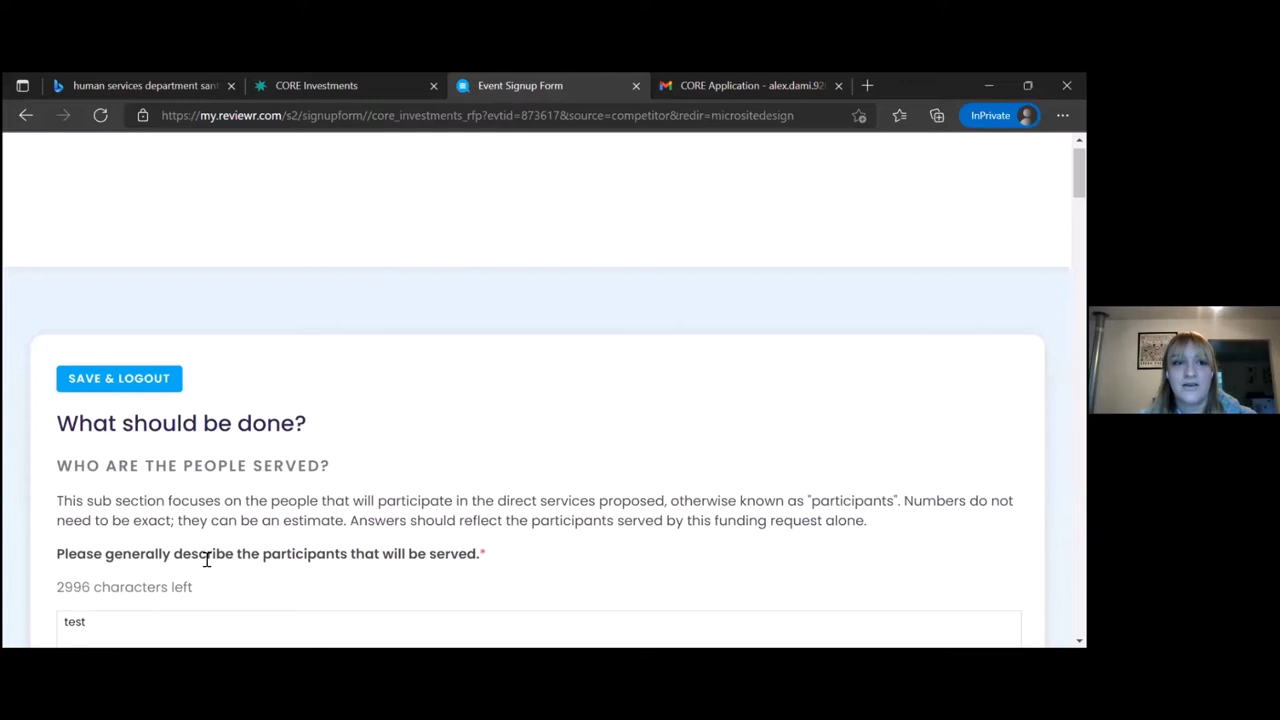 human services department sant
CORE Investments
Event Signup Form
CORE Application - alex.dami.92
https://my.reviewr.com/s2/signupform//core_investments_rfp?evtid=873617&source=competitor&redir=micrositedesign
InPrivate
SAVE & LOGOUT
What should be done?
WHO ARE THE PEOPLE SERVED?
This sub section focuses on the people that will participate in the direct services proposed, otherwise known as "participants". Numbers do not
need to be exact; they can be an estimate. Answers should reflect the participants served by this funding request alone.
Please generally describe the participants that will be served.*
2996 characters left
test